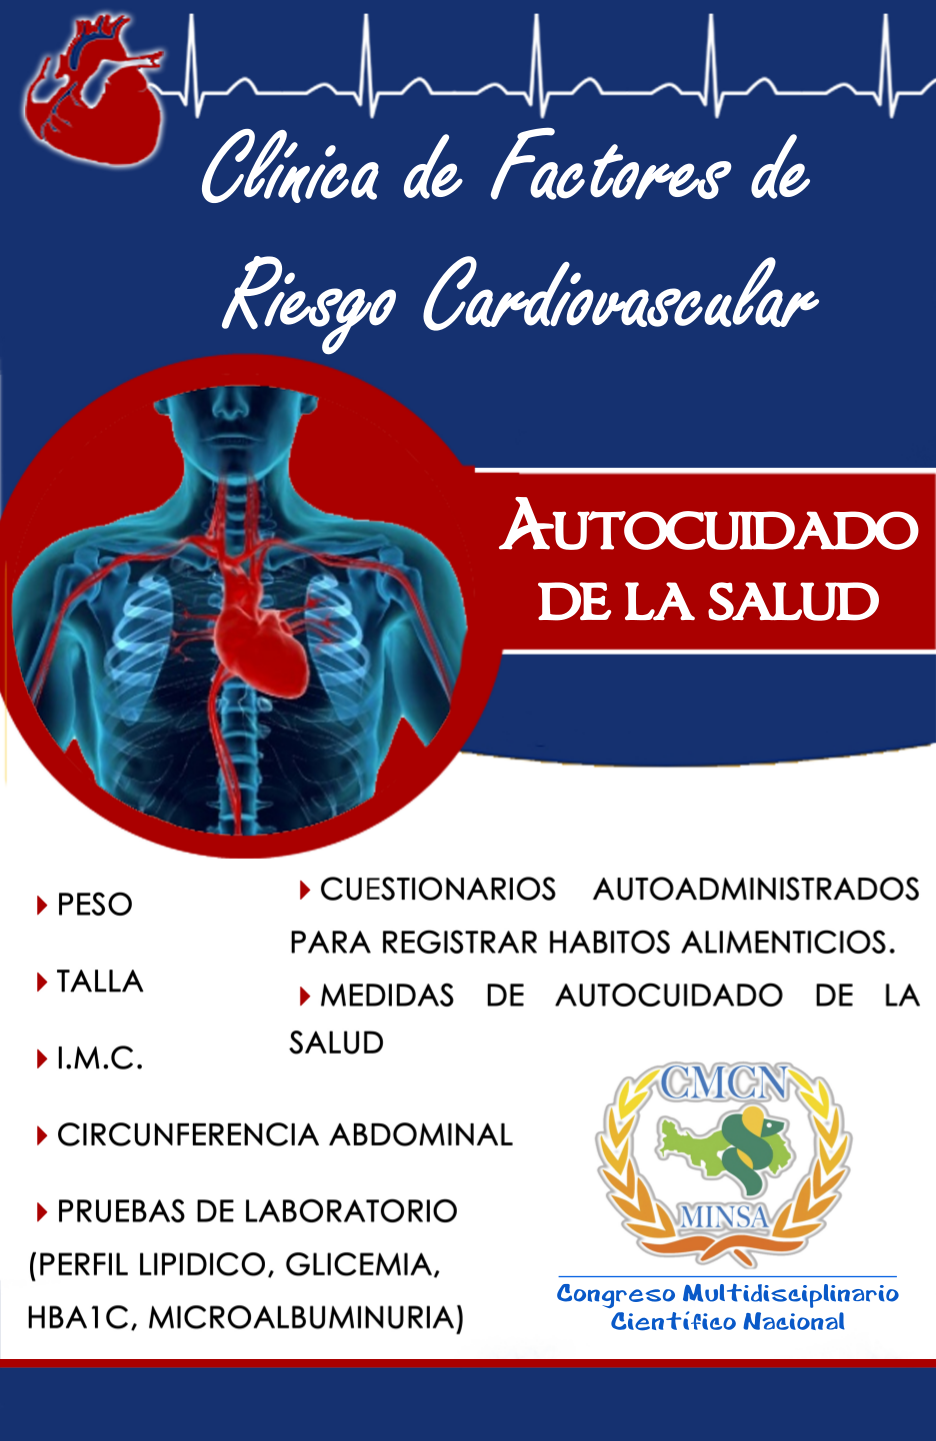 Clínica de Factores de
Riesgo Cardiovascular
AUTOCUIDADO
DE LA SALUD
PESO
TALLA
I.M.C.
CIRCUNFERENCIA ABDOMINAL
PRUEBAS DE LABORATORIO
(PERFIL LIPIDICO, GLICEMIA,
HBA1C, MICROALBUMINURIA)
CUESTIONARIOS AUTOADMINISTRADOS
PARA REGISTRAR HABITOS ALIMENTICIOS.
MEDIDAS DE AUTOCUIDADO DE LA
SALUD
CMCN
MINSA
Congreso Multidisciplinario
Científico Nacional